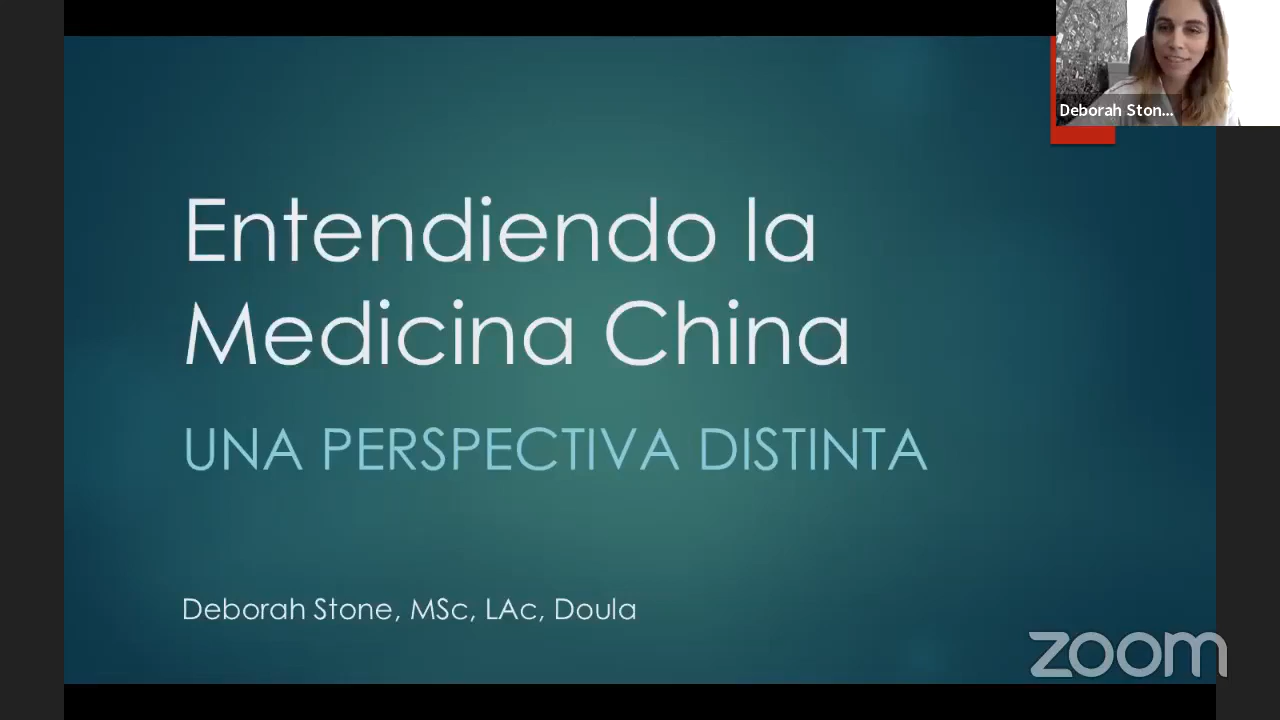 Deborah Ston...
Entendiendo la
Medicina China
UNA PERSPECTIVA DISTINTA
Deborah Stone, MSc, LAc, Doula
zoom